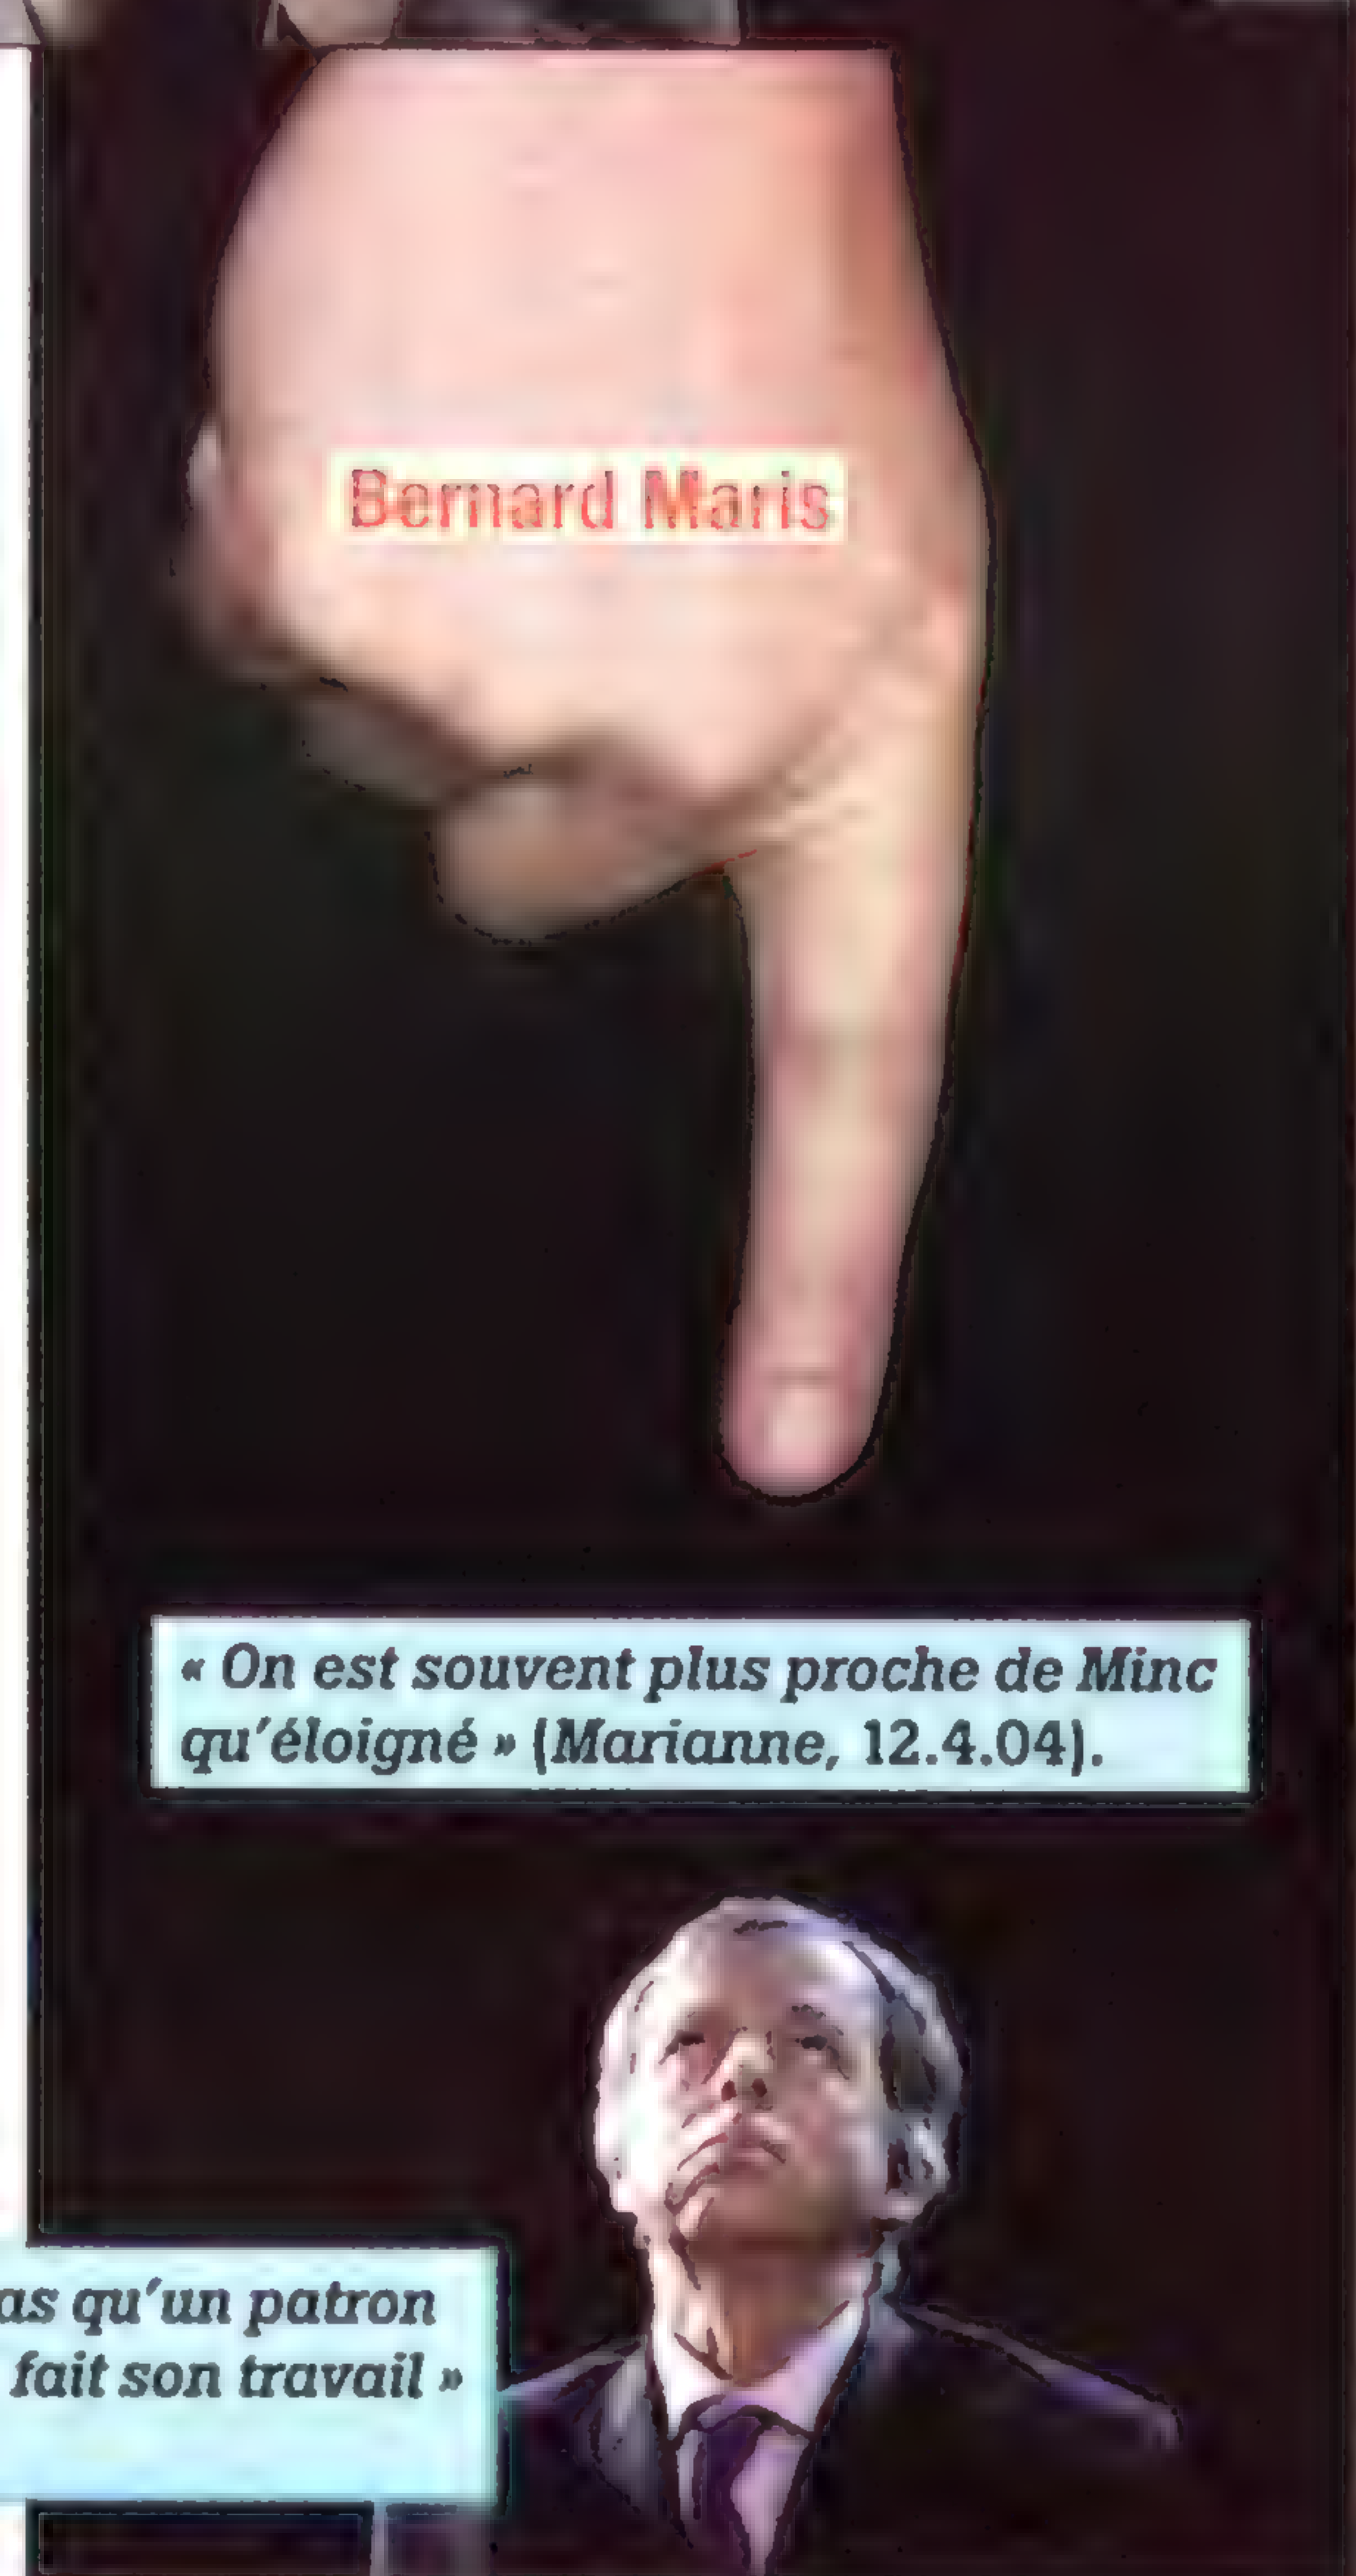 Bernard Maris
« On est souvent plus proche de Minc
qu'éloigné » (Marianne, 12.4.04).
as qu'un patron
fait son travail »